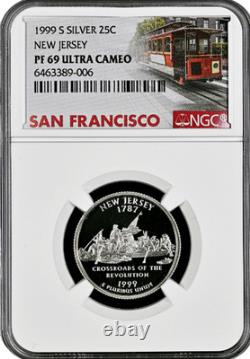 1999 S SILVER 25C
NEW JERSEY
PF 69 ULTRA CAMEO
6463389-006
SAN FRANCISCO
NGC
NEW JERSEY
1787
CROSSROADS OF THE
REVOLUTION
1999
E PLURIBUS UNUM